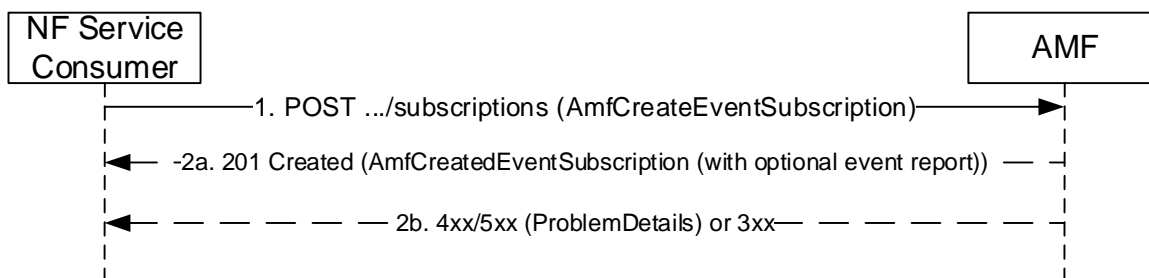 NF Service
Consumer
AMF
1. POST .../subscriptions (AmfCreateEventSubscription)
-2a. 201 Created (AmfCreatedEventSubscription (with optional event report))
2b. 4xx/5xx (ProblemDetails) or 3xx